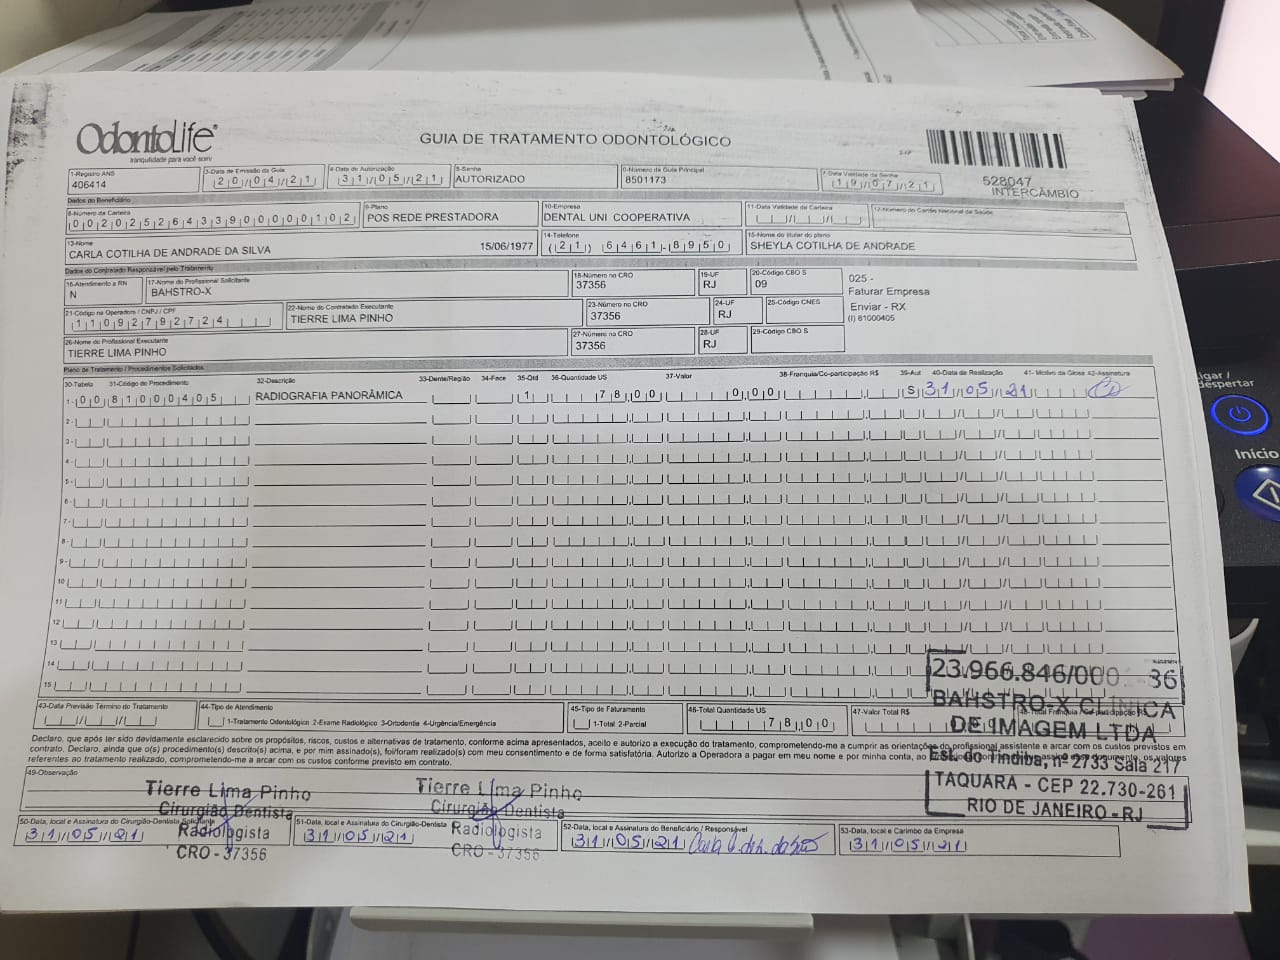 OdontoLife
tranquilidade para você sorrir
GUIA DE TRATAMENTO ODONTOLÓGICO
528047
INTERCÂMBIO
1-Registro ANS
406414
3-Data de Emissão da Guia
20/04/21
4-Data de Autorização
31/05/21
5-Senha
AUTORIZADO
6-Número da Guia Principal
8501173
7-Data Validade da Senha
19/07/21
Dados do Beneficiário
8-Número da Carteira
00202526433900000102
9-Plano
POS REDE PRESTADORA
10-Empresa
DENTAL UNI COOPERATIVA
11-Data Validade da Carteira
12-Número do Cartão Nacional de Saúde
13-Nome
CARLA COTILHA DE ANDRADE DA SILVA 15/06/1977
14-Telefone
(21) 6461-8950
15-Nome do titular do plano
SHEYLA COTILHA DE ANDRADE
Dados do Contratado Responsável pelo Tratamento
16-Atendimento a RN
N
17-Nome do Profissional Solicitante
BAHSTRO-X
18-Número no CRO
37356
19-UF
RJ
20-Código CBO S
09
025 -
Faturar Empresa
Enviar - RX
(I) 81000405
21-Código na Operadora / CNPJ / CPF
11092792724
22-Nome do Contratado Executante
TIERRE LIMA PINHO
23-Número no CRO
37356
24-UF
RJ
25-Código CNES
26-Nome do Profissional Executante
TIERRE LIMA PINHO
27-Número no CRO
37356
28-UF
RJ
29-Código CBO S
Plano de Tratamento / Procedimentos Solicitados
30-Tabela 31-Código do Procedimento 32-Descrição 33-Dente/Região 34-Face 35-Qtd 36-Quantidade US 37-Valor 38-Franquia/Co-participação R$ 39-Aut 40-Data de Realização 41- Motivo da Glosa 42-Assinatura
1- 00 81000405 RADIOGRAFIA PANORÂMICA 1 78,00 0,00 S 31/05/21
2-
3-
4-
5-
6-
7-
8-
9-
10
11
12
13
14
15
43-Data Previsão Término do Tratamento
44-Tipo de Atendimento
1-Tratamento Odontológico 2-Exame Radiológico 3-Ortodontia 4-Urgência/Emergência
45-Tipo de Faturamento
1-Total 2-Parcial
46-Total Quantidade US
78,00
47-Valor Total R$
23.966.846/000 36
BAHSTRO-X CLINICA
DE IMAGEM LTDA
Est. do Tindiba, nº 2733 Sala 217
TAQUARA - CEP 22.730-261
RIO DE JANEIRO - RJ
Declaro, que após ter sido devidamente esclarecido sobre os propósitos, riscos, custos e alternativas de tratamento, conforme acima apresentados, aceito e autorizo a execução do tratamento, comprometendo-me a cumprir as orientações do profissional assistente e arcar com os custos previstos em
contrato. Declaro, ainda que o(s) procedimento(s) descrito(s) acima, e por mim assinado(s), foi/foram realizado(s) com meu consentimento e de forma satisfatória. Autorizo a Operadora a pagar em meu nome e por minha conta, ao os valores
referentes ao tratamento realizado, comprometendo-me a arcar com os custos conforme previsto em contrato.
49-Observação
Tierre Lima Pinho
Cirurgião Dentista
Radiologista
CRO - 37356
Tierre Lima Pinho
Cirurgião Dentista
Radiologista
CRO - 37356
50-Data, local e Assinatura do Cirurgião-Dentista Solicitante
31/05/21
51-Data, local e Assinatura do Cirurgião-Dentista
31/05/21
52-Data, local e Assinatura do Beneficiário / Responsável
31/05/21
53-Data, local e Carimbo da Empresa
31/05/21
igar /
despertar
Início